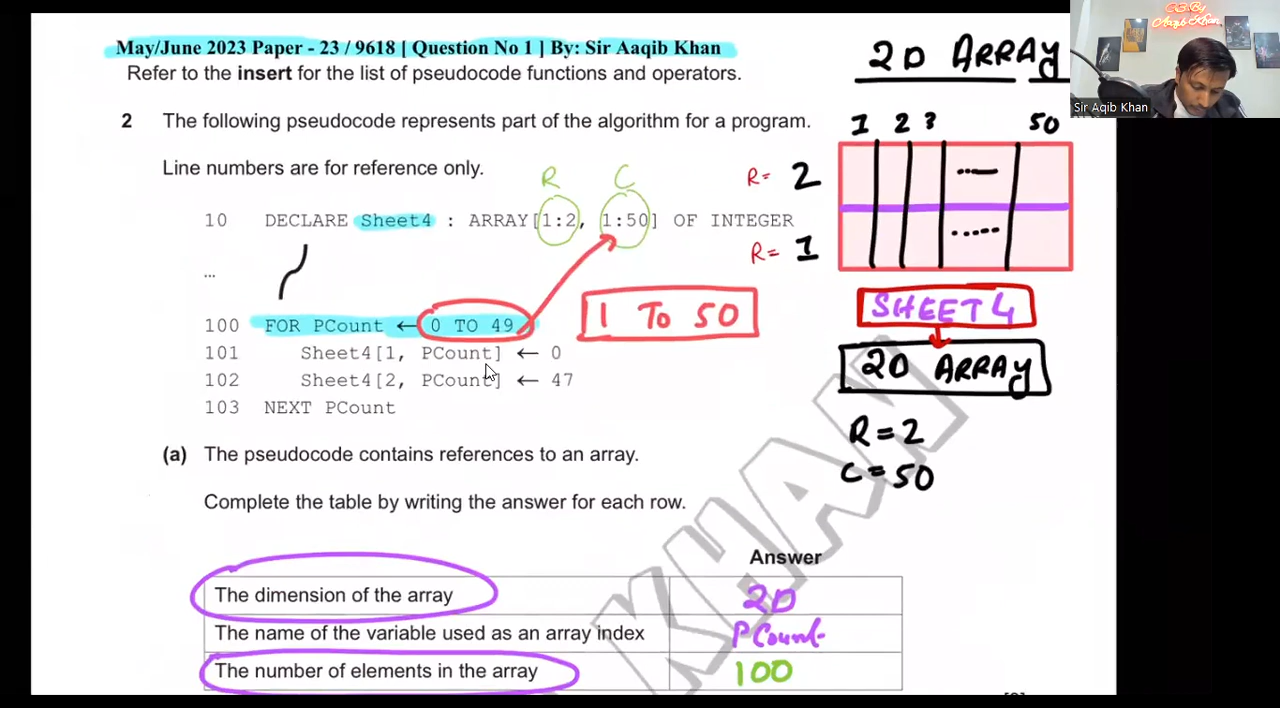 May/June 2023 Paper - 23 / 9618 [ Question No 1 ] By: Sir Aaqib Khan
Refer to the insert for the list of pseudocode functions and operators.
2 The following pseudocode represents part of the algorithm for a program.
Line numbers are for reference only.
R C
10 DECLARE Sheet4 : ARRAY[1:2, 1:50] OF INTEGER
...
100 FOR PCount ← 0 TO 49
1 TO 50
101 Sheet4[1, PCount] ← 0
102 Sheet4[2, PCount] ← 47
103 NEXT PCount
(a) The pseudocode contains references to an array.
Complete the table by writing the answer for each row.
Answer
The dimension of the array 2D
The name of the variable used as an array index PCount
The number of elements in the array 100
2D ARRAY
1 2 3 50
R= 2
R= 1
SHEET4
2D ARRAY
R = 2
C = 50
KHAN
Sir Aqib Khan
Aaqib Khan